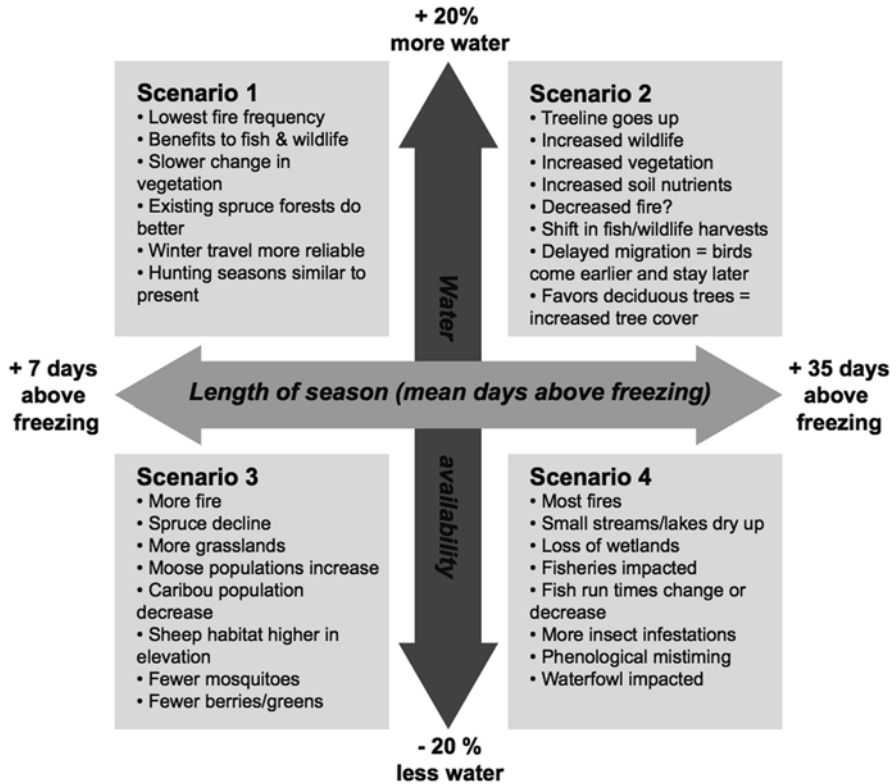 + 20%
more water
Scenario 1
• Lowest fire frequency
• Benefits to fish & wildlife
• Slower change in
vegetation
• Existing spruce forests do
better
• Winter travel more reliable
• Hunting seasons similar to
present
Scenario 2
• Treeline goes up
• Increased wildlife
• Increased vegetation
• Increased soil nutrients
• Decreased fire?
• Shift in fish/wildlife harvests
• Delayed migration = birds
come earlier and stay later
• Favors deciduous trees =
increased tree cover
+ 7 days
above
freezing
Length of season (mean days above freezing)
+ 35 days
above
freezing
Water availability
Scenario 3
• More fire
• Spruce decline
• More grasslands
• Moose populations increase
• Caribou population
decrease
• Sheep habitat higher in
elevation
• Fewer mosquitoes
• Fewer berries/greens
Scenario 4
• Most fires
• Small streams/lakes dry up
• Loss of wetlands
• Fisheries impacted
• Fish run times change or
decrease
• More insect infestations
• Phenological mistiming
• Waterfowl impacted
- 20 %
less water